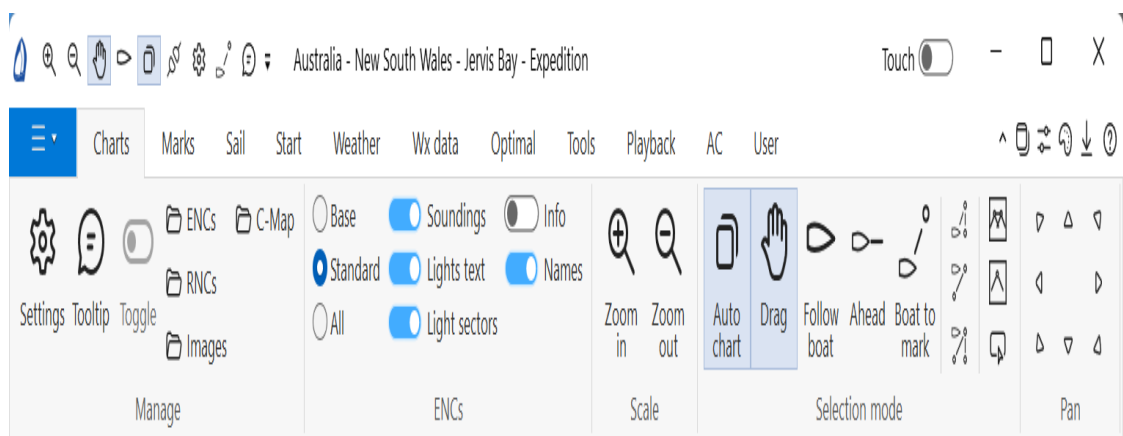 Australia - New South Wales - Jervis Bay - Expedition
Touch
Charts Marks Sail Start Weather Wx data Optimal Tools Playback AC User
Settings
Tooltip
Toggle
ENCs
C-Map
RNCs
Images
Manage
Base
Standard
All
Soundings
Lights text
Light sectors
Info
Names
ENCs
Zoom
in
Zoom
out
Scale
Auto
chart
Drag
Follow
boat
Ahead
Boat to
mark
Selection mode
Pan